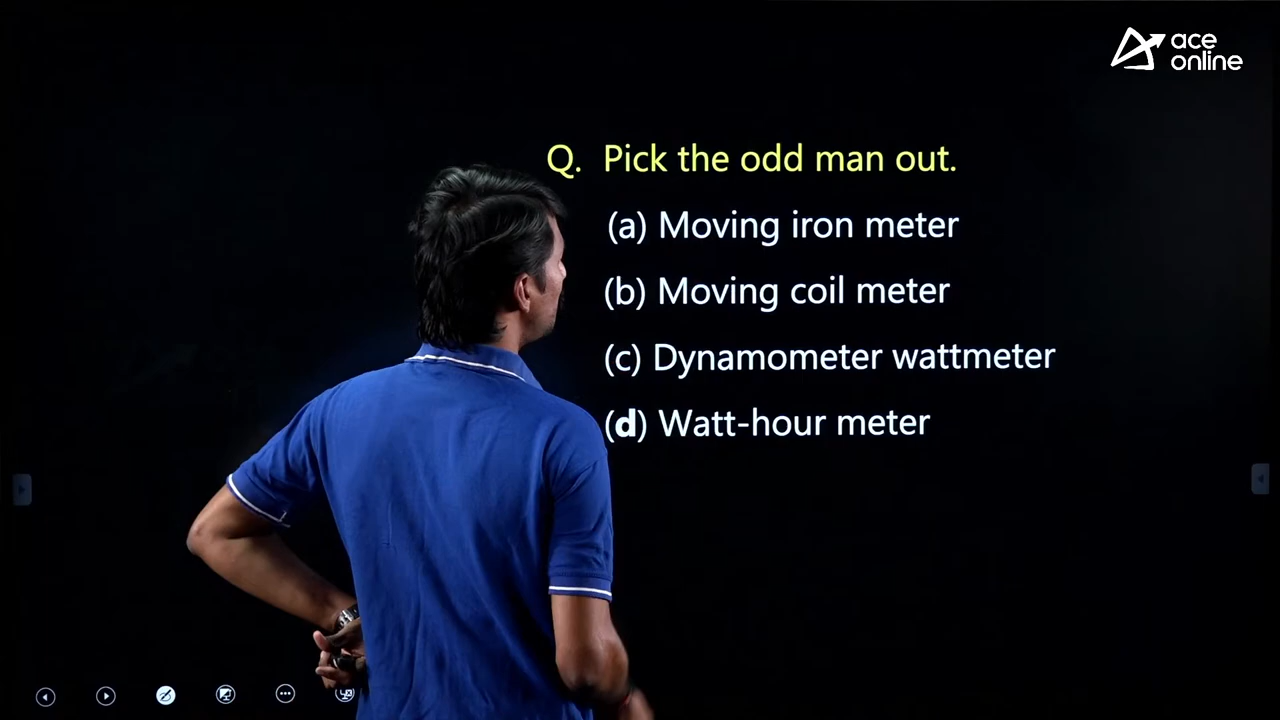 ace
online
Q. Pick the odd man out.
(a) Moving iron meter
(b) Moving coil meter
(c) Dynamometer wattmeter
(d) Watt-hour meter